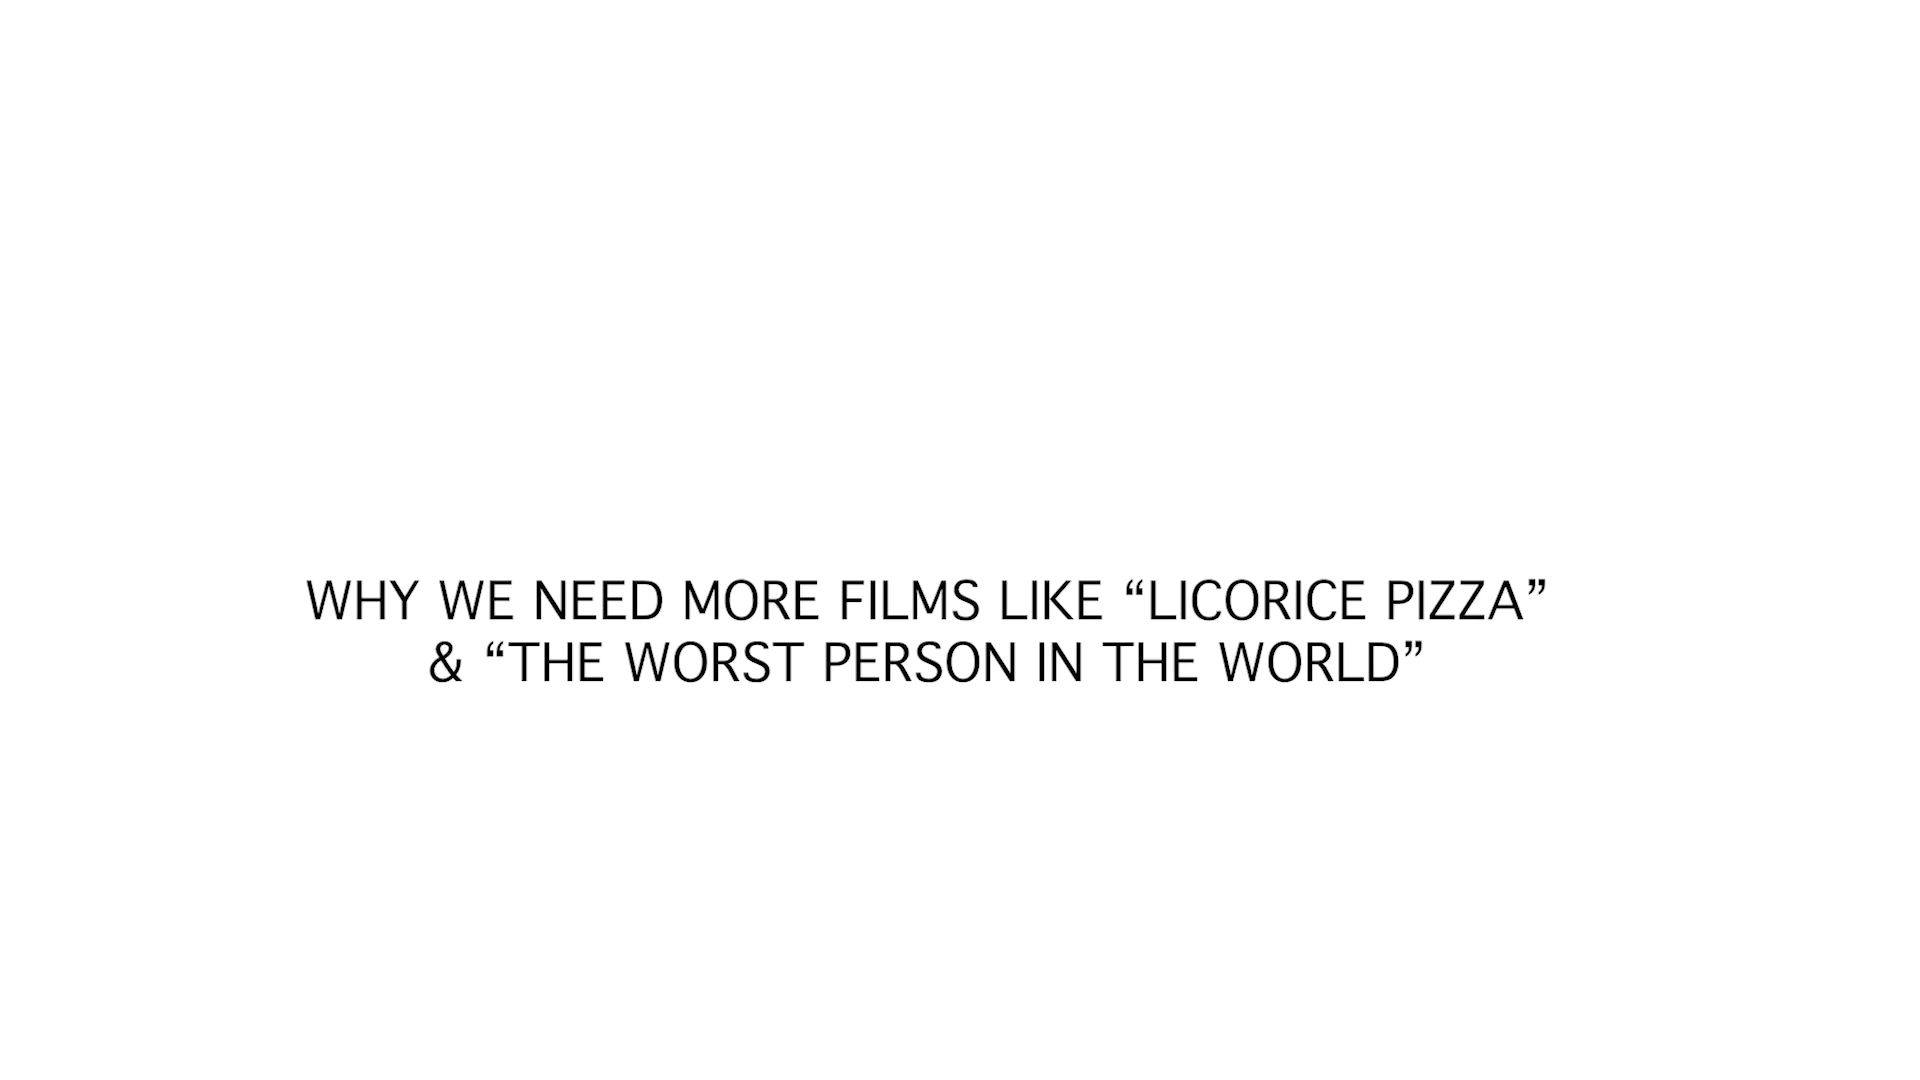 WHY WE NEED MORE FILMS LIKE “LICORICE PIZZA”
& “THE WORST PERSON IN THE WORLD”